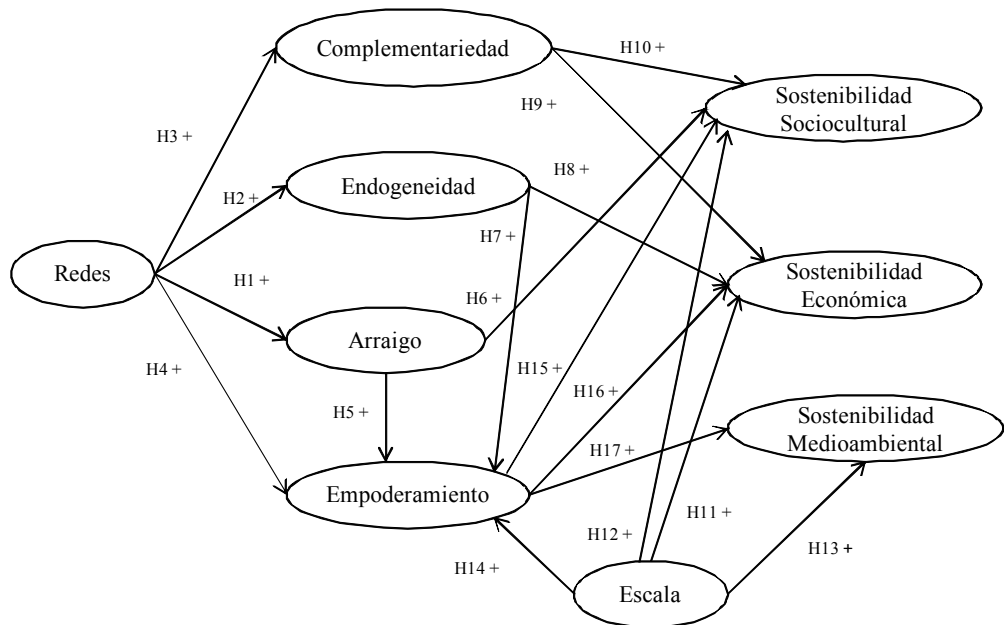 Complementariedad
H10 +
Sostenibilidad
Sociocultural
H9 +
H3 +
Endogeneidad
H8 +
H2 +
H7 +
Redes
H1 +
Sostenibilidad
Económica
H6 +
Arraigo
H4 +
H15 +
H16 +
H5 +
Sostenibilidad
Medioambiental
H17 +
Empoderamiento
H12 +
H11 +
H13 +
H14 +
Escala